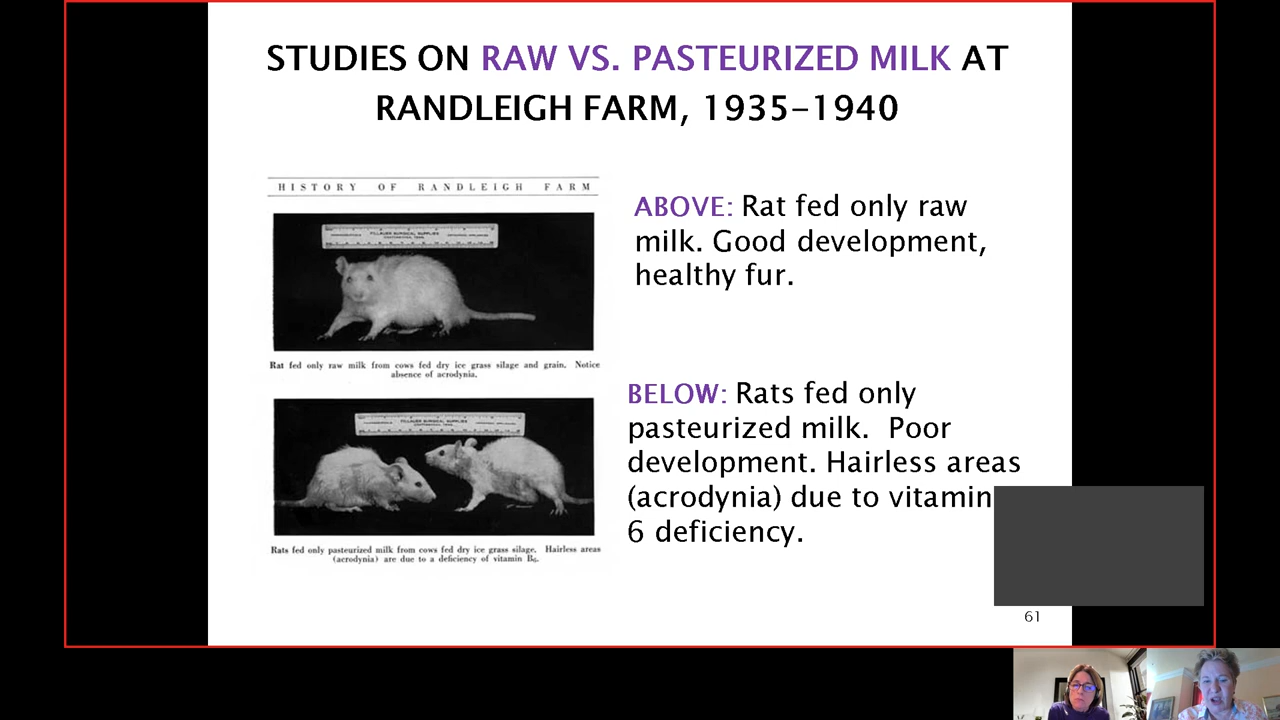 STUDIES ON RAW VS. PASTEURIZED MILK AT
RANDLEIGH FARM, 1935-1940
HISTORY OF RANDLEIGH FARM
Rat fed only raw milk from cows fed dry ice grass silage and grain. Notice
absence of acrodynia.
Rats fed only pasteurized milk from cows fed dry ice grass silage. Hairless areas
(acrodynia) are due to a deficiency of vitamin B₆.
ABOVE: Rat fed only raw
milk. Good development,
healthy fur.
BELOW: Rats fed only
pasteurized milk. Poor
development. Hairless areas
(acrodynia) due to vitamin
6 deficiency.
61